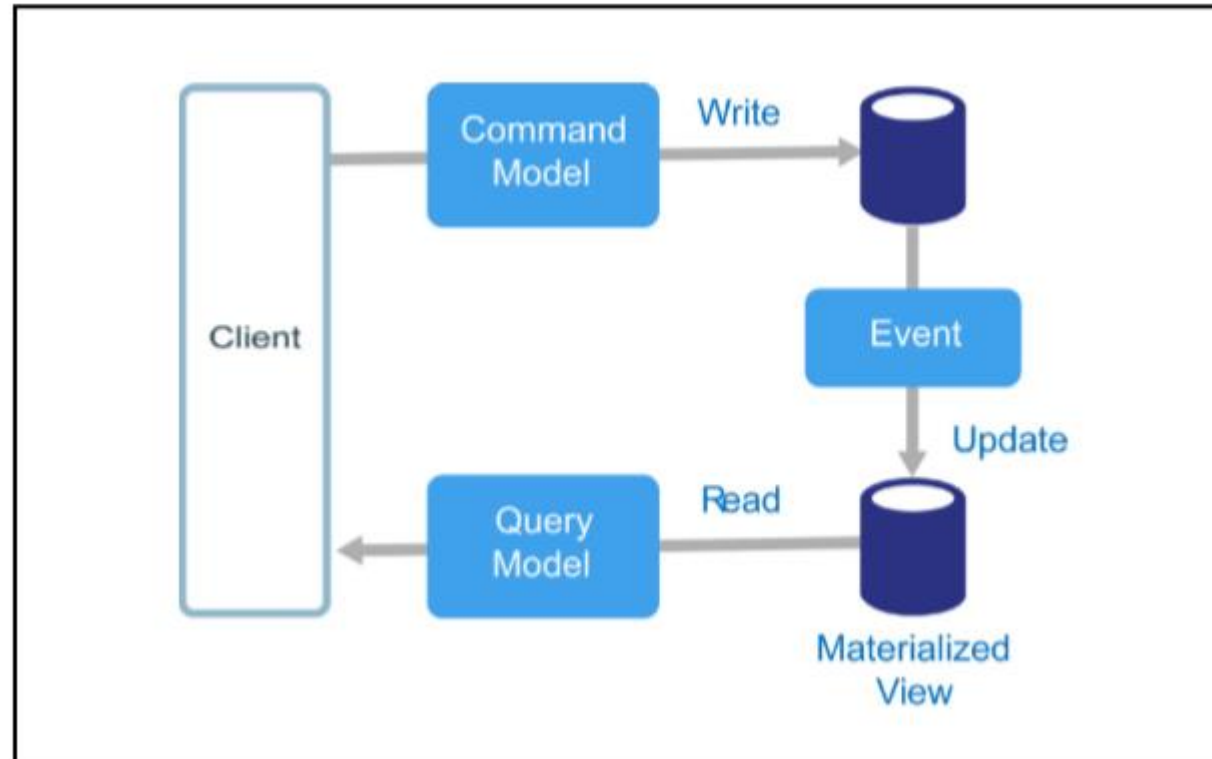 Command
Model
Write
Client
Event
Update
Query
Model
Read
Materialized
View